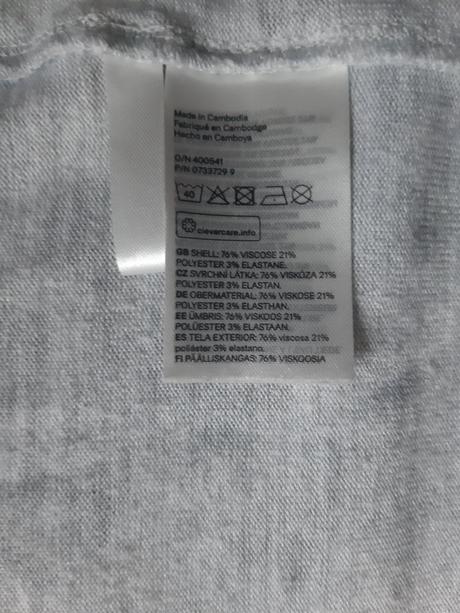 Made in Cambodia
Fabriqué en Cambodge
Hecho en Camboya
O/N 400541
P/N 0733729 9
40
clevercare.info
GB SHELL: 76% VISCOSE 21%
POLYESTER 3% ELASTANE.
CZ SVRCHNÍ LÁTKA: 76% VISKÓZA 21%
POLYESTER 3% ELASTAN.
DE OBERMATERIAL: 76% VISKOSE 21%
POLYESTER 3% ELASTHAN.
EE ÜMBRIS: 76% VISKOOS 21%
POLÜESTER 3% ELASTAAN.
ES TELA EXTERIOR: 76% viscosa 21%
poliéster 3% elastano.
FI PÄÄLLISKANGAS: 76% VISKOOSIA